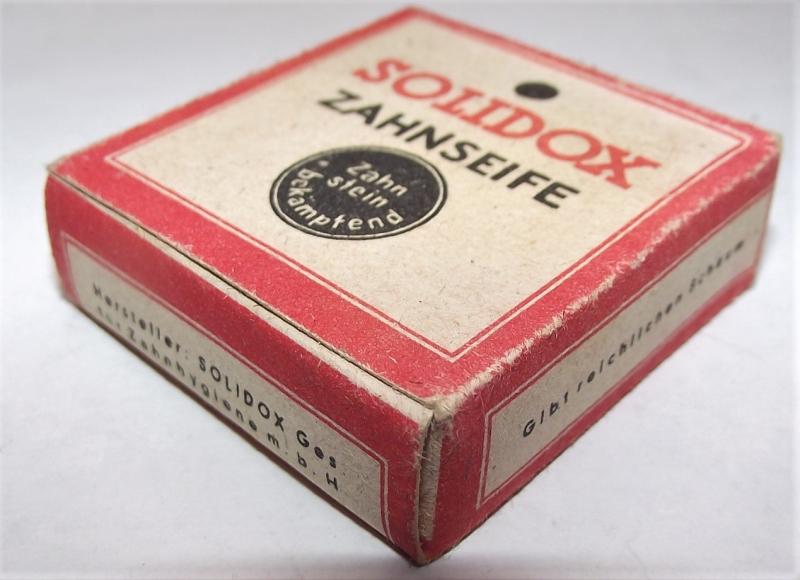 SOLIDOX
ZAHNSEIFE
Zahn
stein
bekämpfend
Hersteller: SOLIDOX Ges.
für Zahnhygiene m. b. H
Gibt reichlichen Schaum